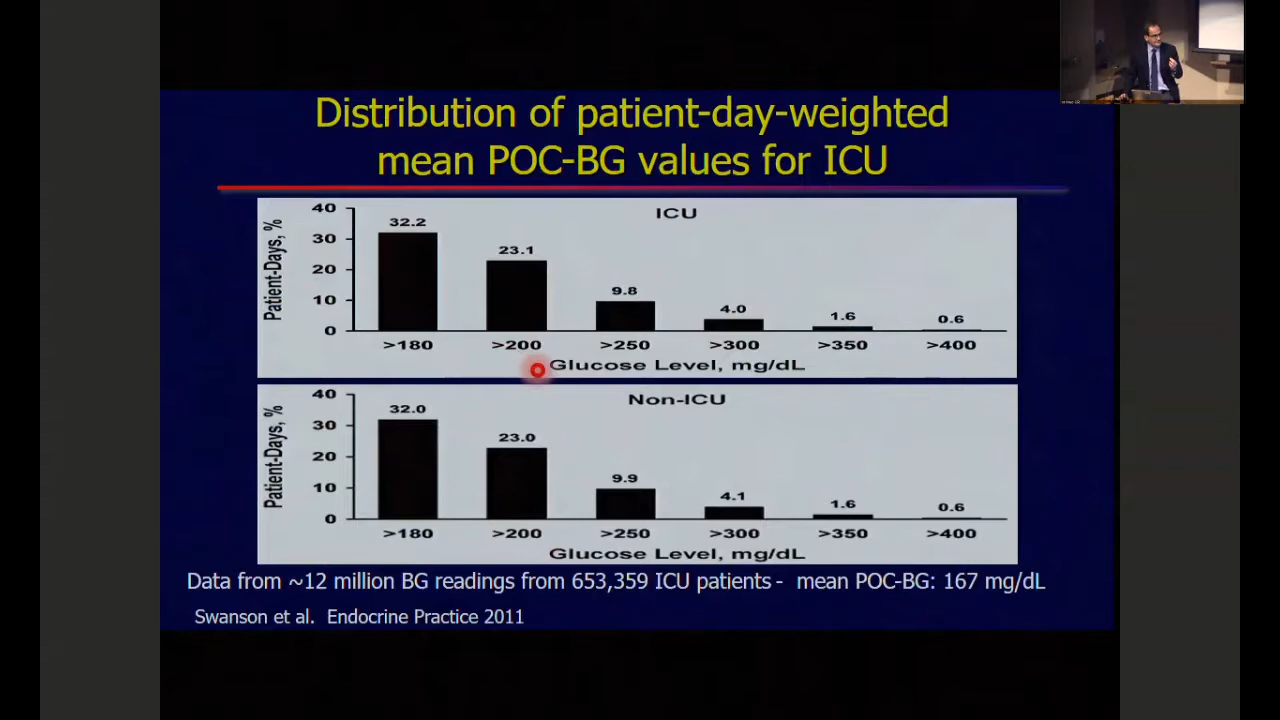 Distribution of patient-day-weighted
mean POC-BG values for ICU
ICU
Patient-Days, %
40
30
20
10
0
32.2
23.1
9.8
4.0
1.6
0.6
>180 >200 >250 >300 >350 >400
Glucose Level, mg/dL
Non-ICU
Patient-Days, %
40
30
20
10
0
32.0
23.0
9.9
4.1
1.6
0.6
>180 >200 >250 >300 >350 >400
Glucose Level, mg/dL
Data from ~12 million BG readings from 653,359 ICU patients - mean POC-BG: 167 mg/dL
Swanson et al. Endocrine Practice 2011